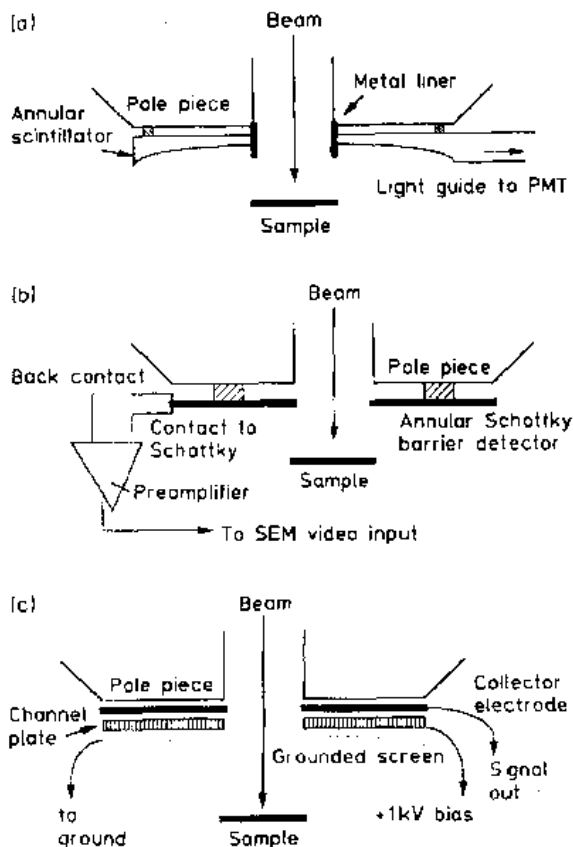 (a)
Beam
Pole piece
Metal liner
Annular
scintillator
Light guide to PMT
Sample
(b)
Beam
Back contact
Pole piece
Contact to
Schottky
Annular Schottky
barrier detector
Preamplifier
Sample
To SEM video input
(c)
Beam
Pole piece
Collector
electrode
Channel
plate
Grounded screen
Signal
out
to
ground
+1kV bias
Sample